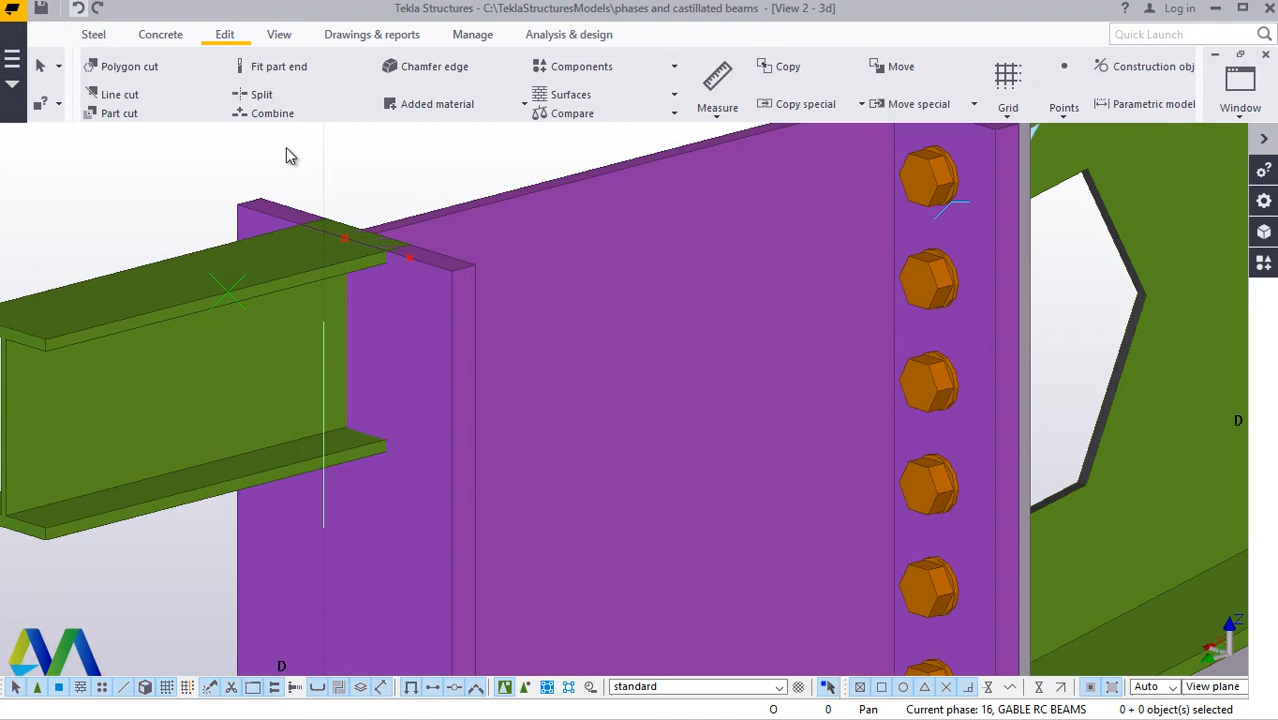 Tekla Structures - C:\TeklaStructuresModels\phases and castillated beams - [View 2 - 3d]
? Log in
Steel Concrete Edit View Drawings & reports Manage Analysis & design Quick Launch
Polygon cut Fit part end Chamfer edge Components Copy Move Construction obj
Line cut Split Surfaces
Added material Copy special Move special Parametric model
Part cut Combine Compare
Measure Grid Points Window
D
D
Z
standard Auto View plane
O 0 Pan Current phase: 16, GABLE RC BEAMS 0 + 0 object(s) selected